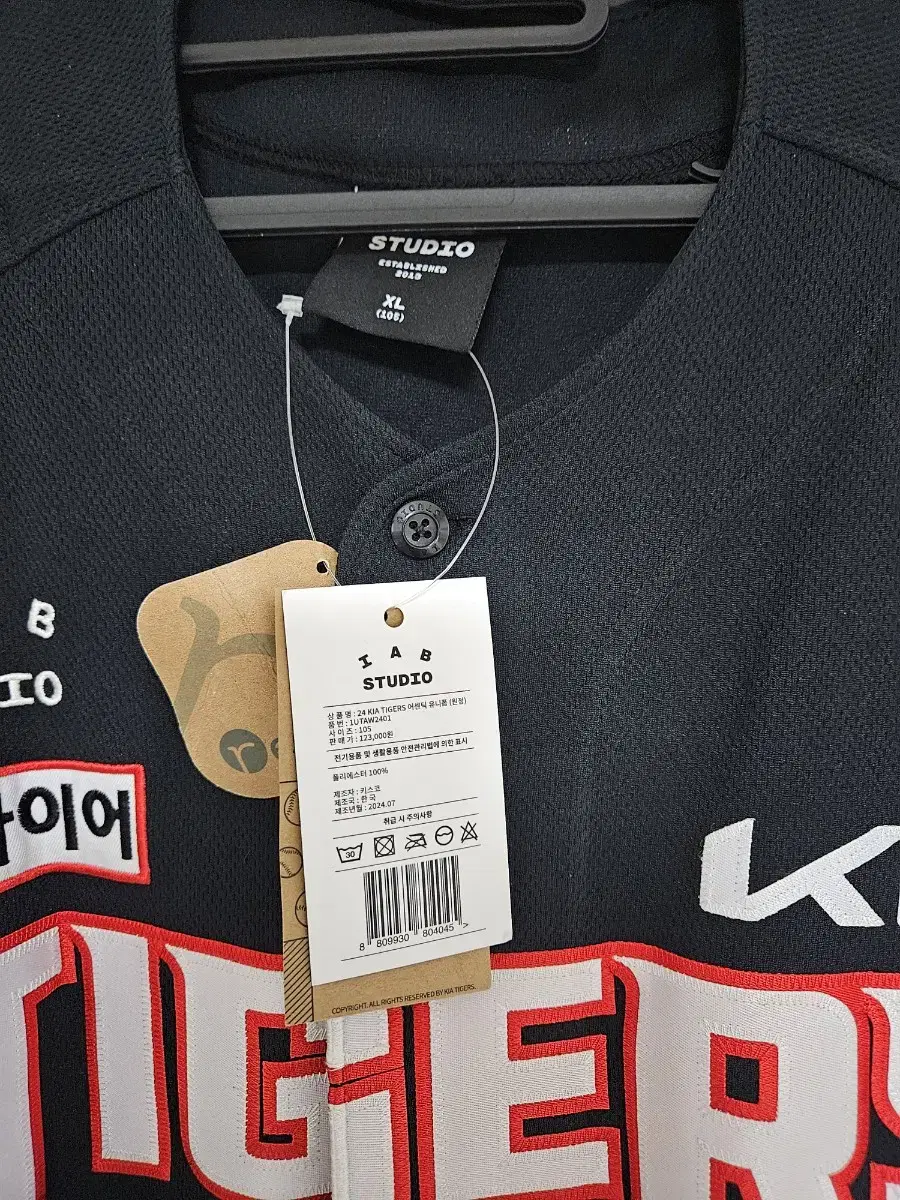 STUDIO
ESTABLISHED
2013
XL
(105)
STUDIO
B
IO
이어
re
IAB
STUDIO
상 품 명 : 24 KIA TIGERS 어센틱 유니폼 (원정)
품 번 : 1UTAW2401
사 이 즈 : 105
판 매 가 : 123,000원
전기용품 및 생활용품 안전관리법에 의한 표시
폴리에스터 100%
제조자 : 키스코
제조국 : 한 국
제조년월 : 2024.07
취급 시 주의사항
30
8 809930 804045 >
COPYRIGHT. ALL RIGHTS RESERVED BY KIA TIGERS.
TIGERS